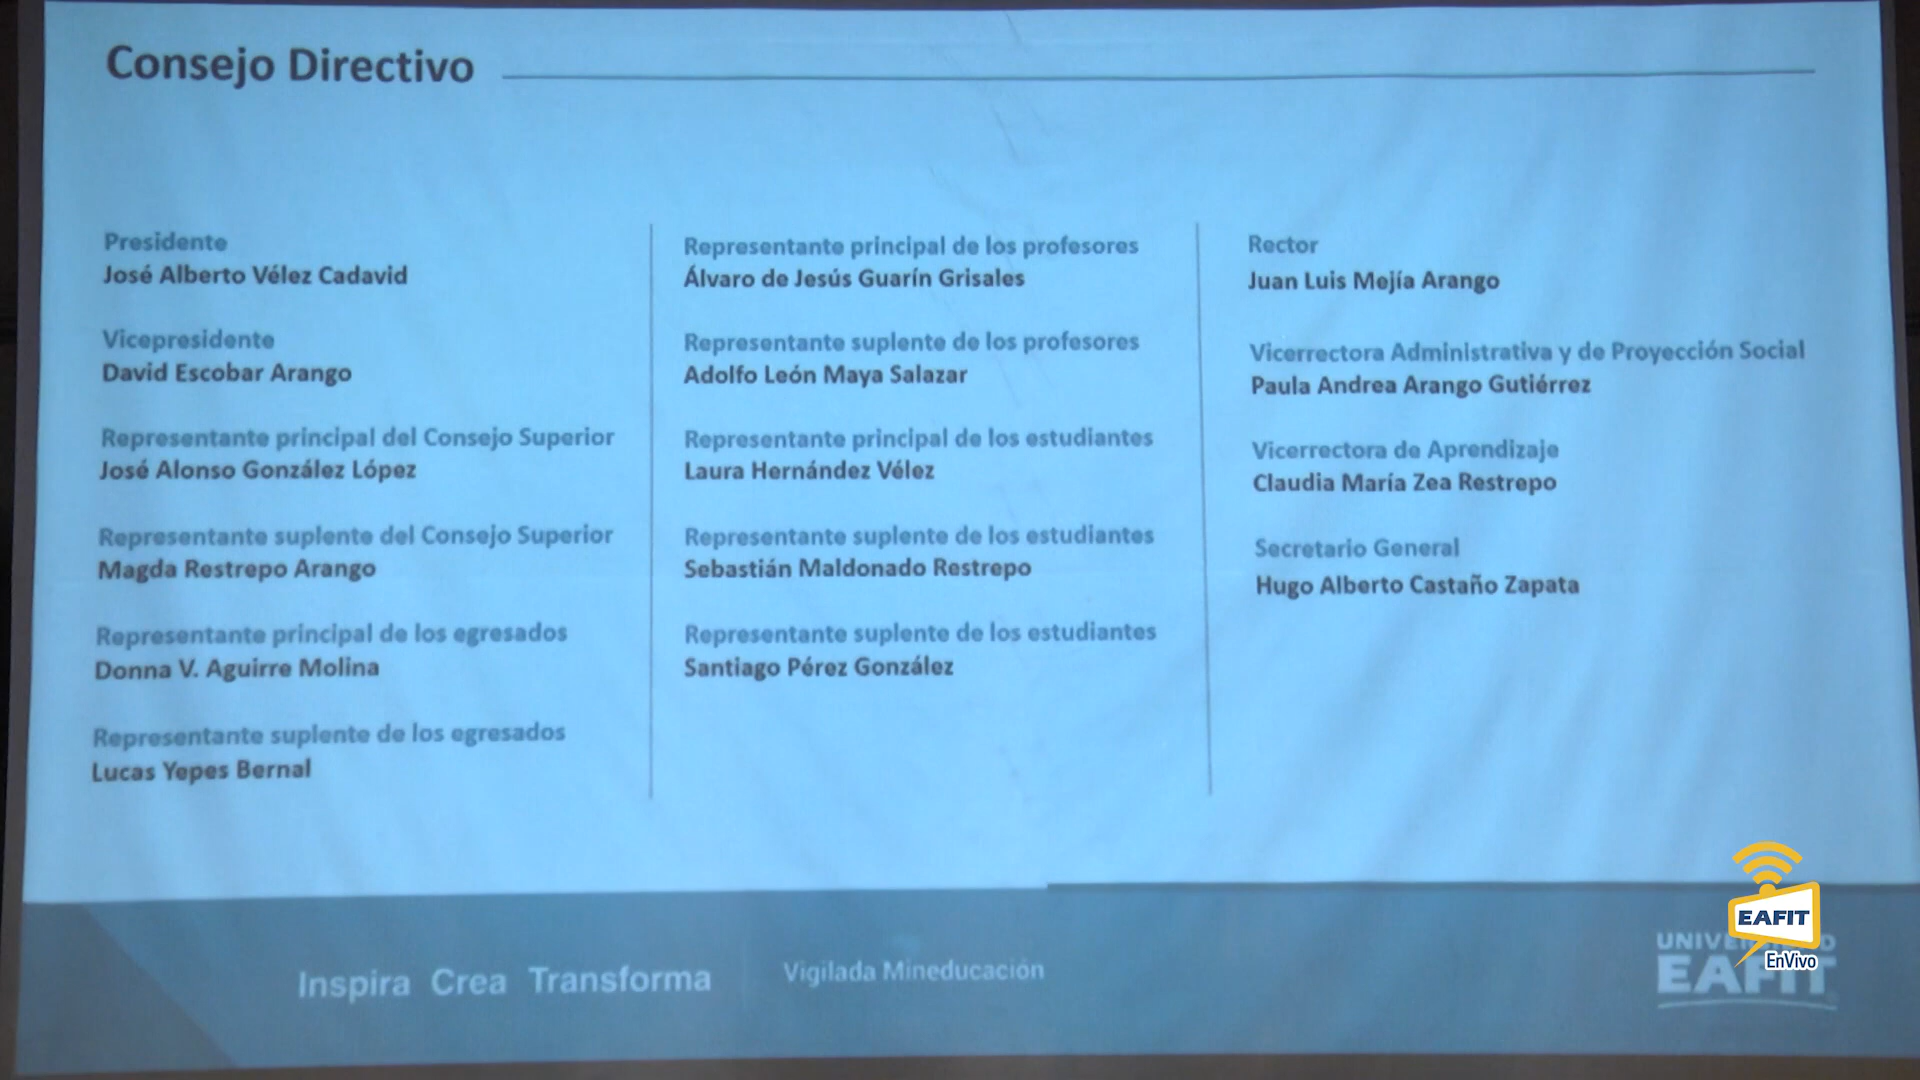 Consejo Directivo
Presidente
José Alberto Vélez Cadavid
Vicepresidente
David Escobar Arango
Representante principal del Consejo Superior
José Alonso González López
Representante suplente del Consejo Superior
Magda Restrepo Arango
Representante principal de los egresados
Donna V. Aguirre Molina
Representante suplente de los egresados
Lucas Yepes Bernal
Representante principal de los profesores
Álvaro de Jesús Guarín Grisales
Representante suplente de los profesores
Adolfo León Maya Salazar
Representante principal de los estudiantes
Laura Hernández Vélez
Representante suplente de los estudiantes
Sebastián Maldonado Restrepo
Representante suplente de los estudiantes
Santiago Pérez González
Rector
Juan Luis Mejía Arango
Vicerrectora Administrativa y de Proyección Social
Paula Andrea Arango Gutiérrez
Vicerrectora de Aprendizaje
Claudia María Zea Restrepo
Secretario General
Hugo Alberto Castaño Zapata
Inspira Crea Transforma
Vigilada Mineducación
EAFIT
EnVivo
EAFIT